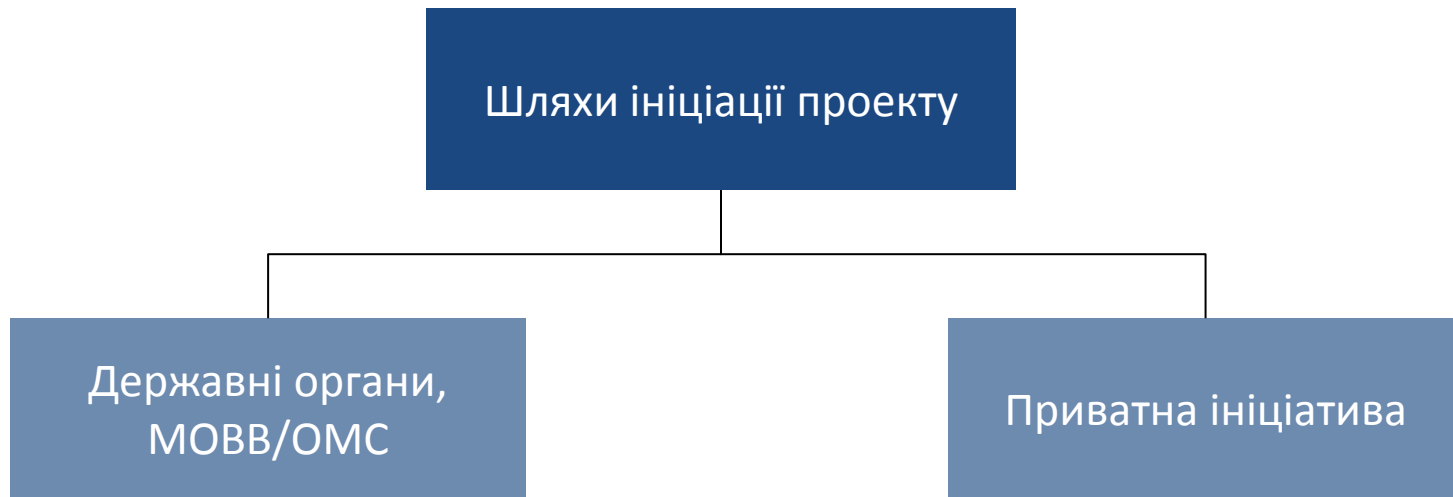 Шляхи ініціації проекту
Державні органи,
МОВВ/ОМС
Приватна ініціатива